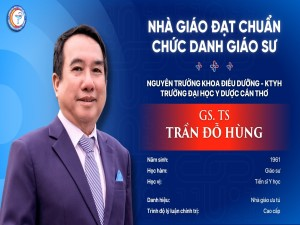 NHÀ GIÁO ĐẠT CHUẨN
CHỨC DANH GIÁO SƯ
NGUYÊN TRƯỞNG KHOA ĐIỀU DƯỠNG - KTYH
TRƯỜNG ĐẠI HỌC Y DƯỢC CẦN THƠ
GS. TS
TRẦN ĐỖ HÙNG
Năm sinh: 1961
Học hàm: Giáo sư
Học vị: Tiến sĩ Y học
Danh hiệu: Nhà giáo ưu tú
Trình độ lý luận chính trị: Cao cấp